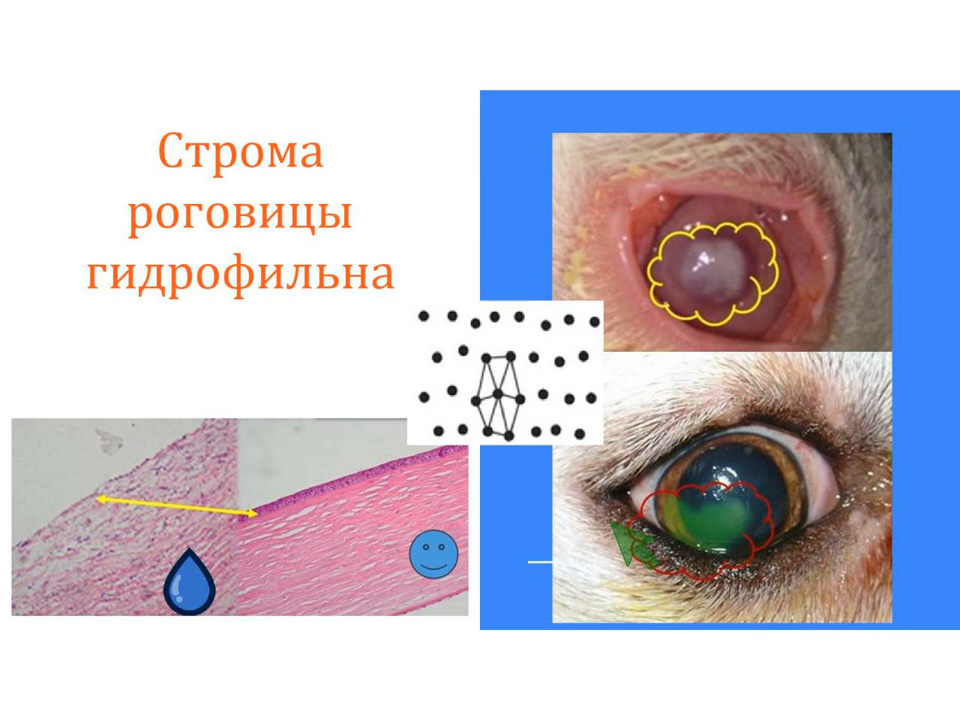 Строма
роговицы
гидрофильна